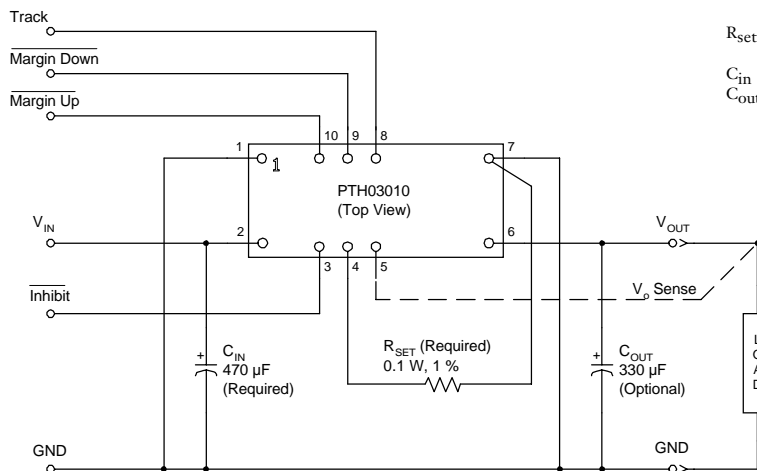 Track
Margin Down
Margin Up
Rset
Cin
Cout
1
10 9 8
7
1
PTH03010
(Top View)
VIN
2
3 4 5
6
VOUT
Inhibit
Vo Sense
+
CIN
470 µF
(Required)
RSET (Required)
0.1 W, 1 %
+
COUT
330 µF
(Optional)
L
O
A
D
GND
GND